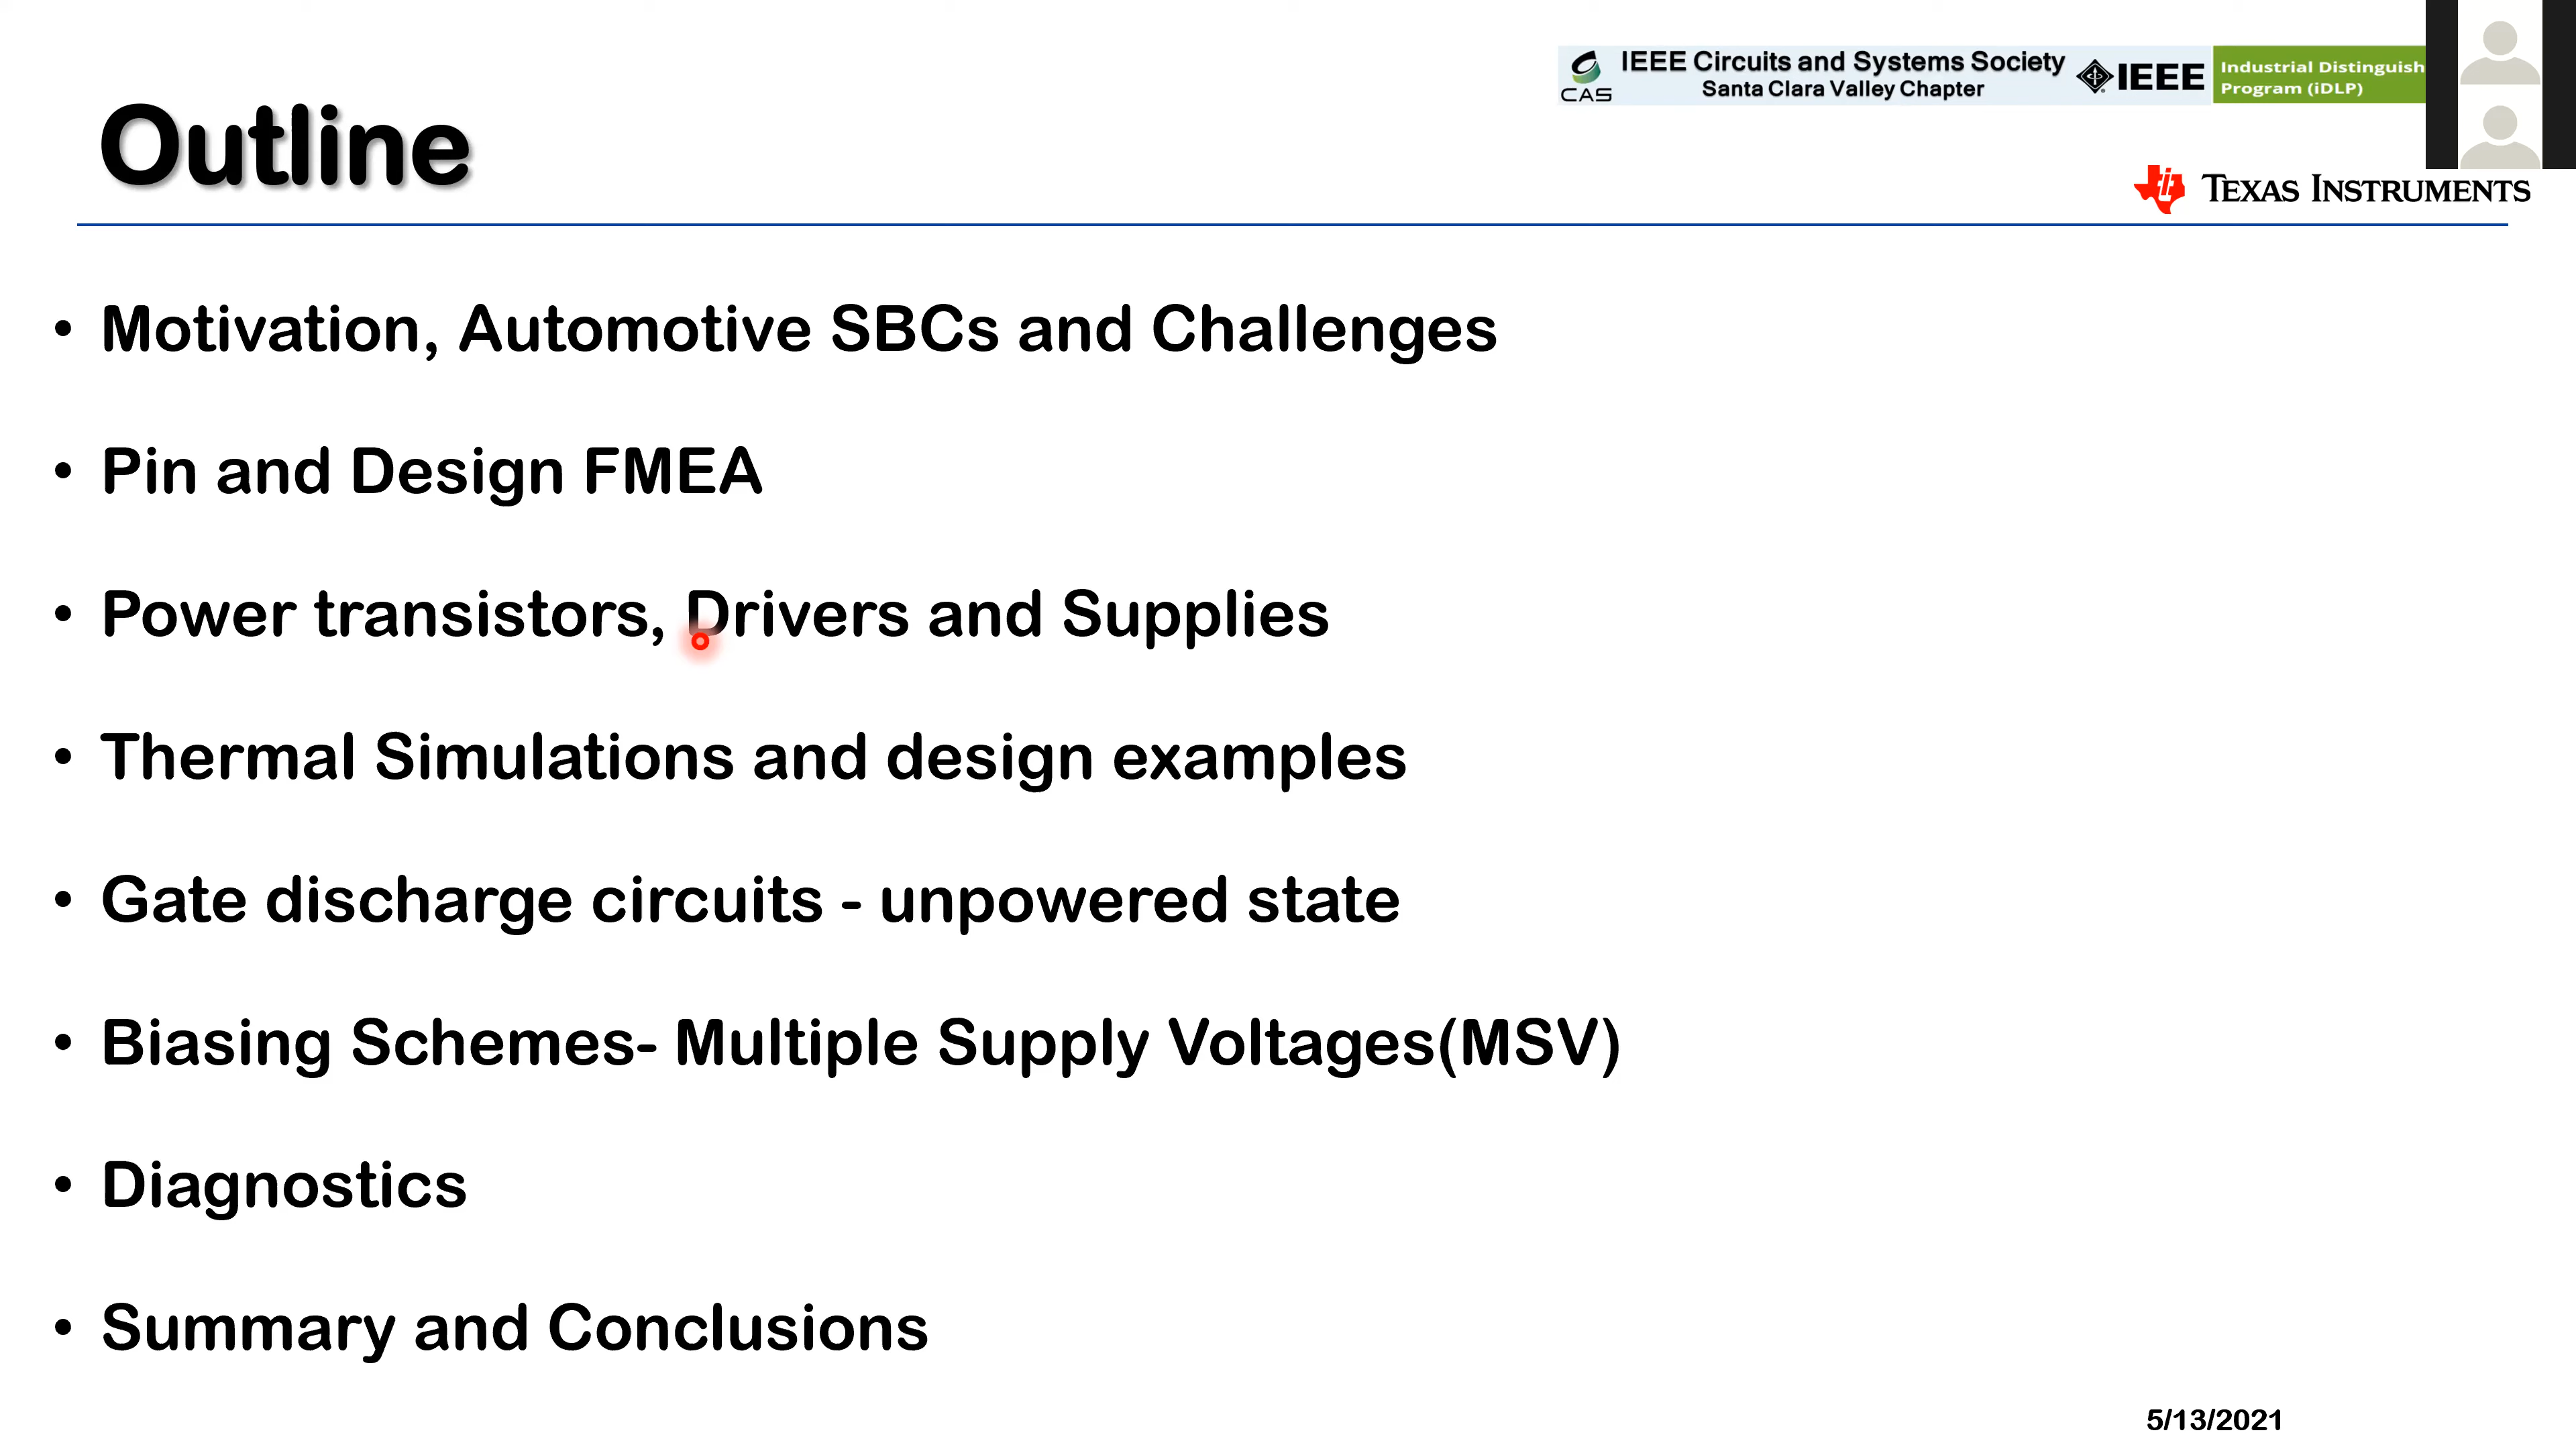 IEEE Circuits and Systems Society
Santa Clara Valley Chapter
CAS
IEEE
Industrial Distinguish
Program (iDLP)
Outline
TEXAS INSTRUMENTS
• Motivation, Automotive SBCs and Challenges
• Pin and Design FMEA
• Power transistors, Drivers and Supplies
• Thermal Simulations and design examples
• Gate discharge circuits - unpowered state
• Biasing Schemes- Multiple Supply Voltages(MSV)
• Diagnostics
• Summary and Conclusions
5/13/2021